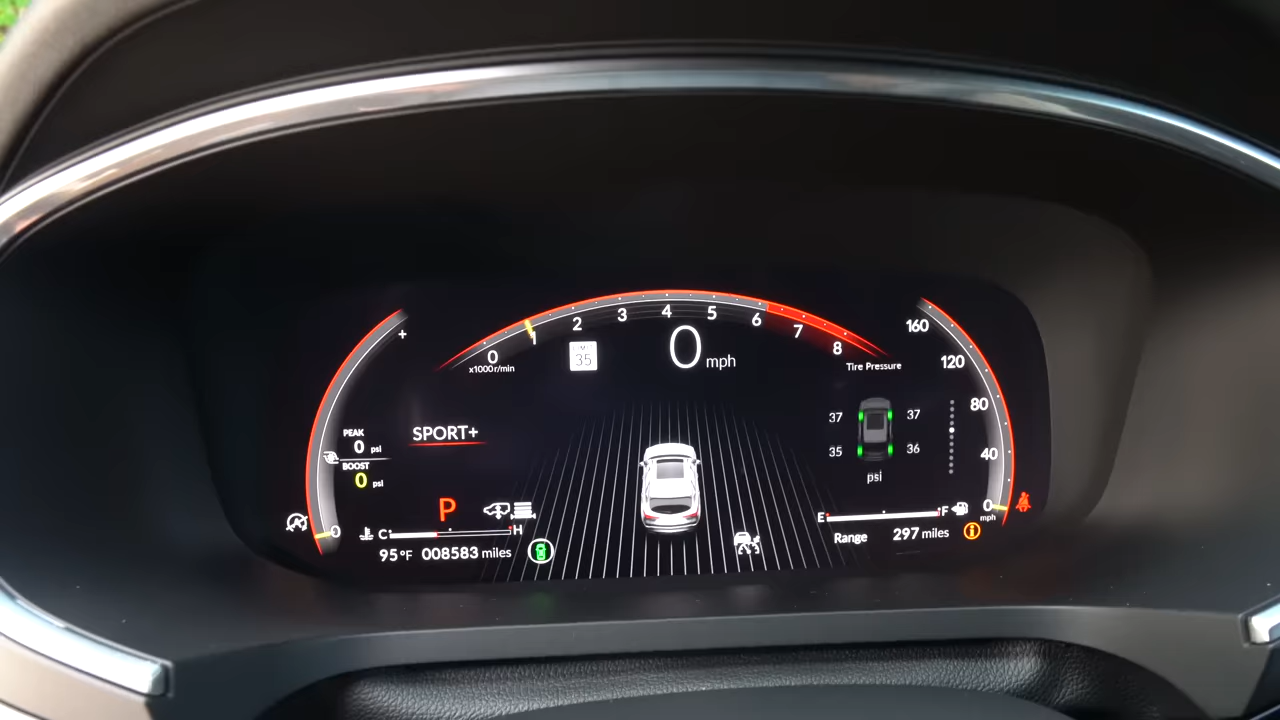 0 1 2 3 4 5 6 7 8
x1000r/min
35
0 mph
+
PEAK
0 psi
BOOST
0 psi
0
SPORT+
P
C H
95°F 008583 miles
Tire Pressure
37 37
35 36
psi
160
120
80
40
0
mph
E F
Range 297 miles